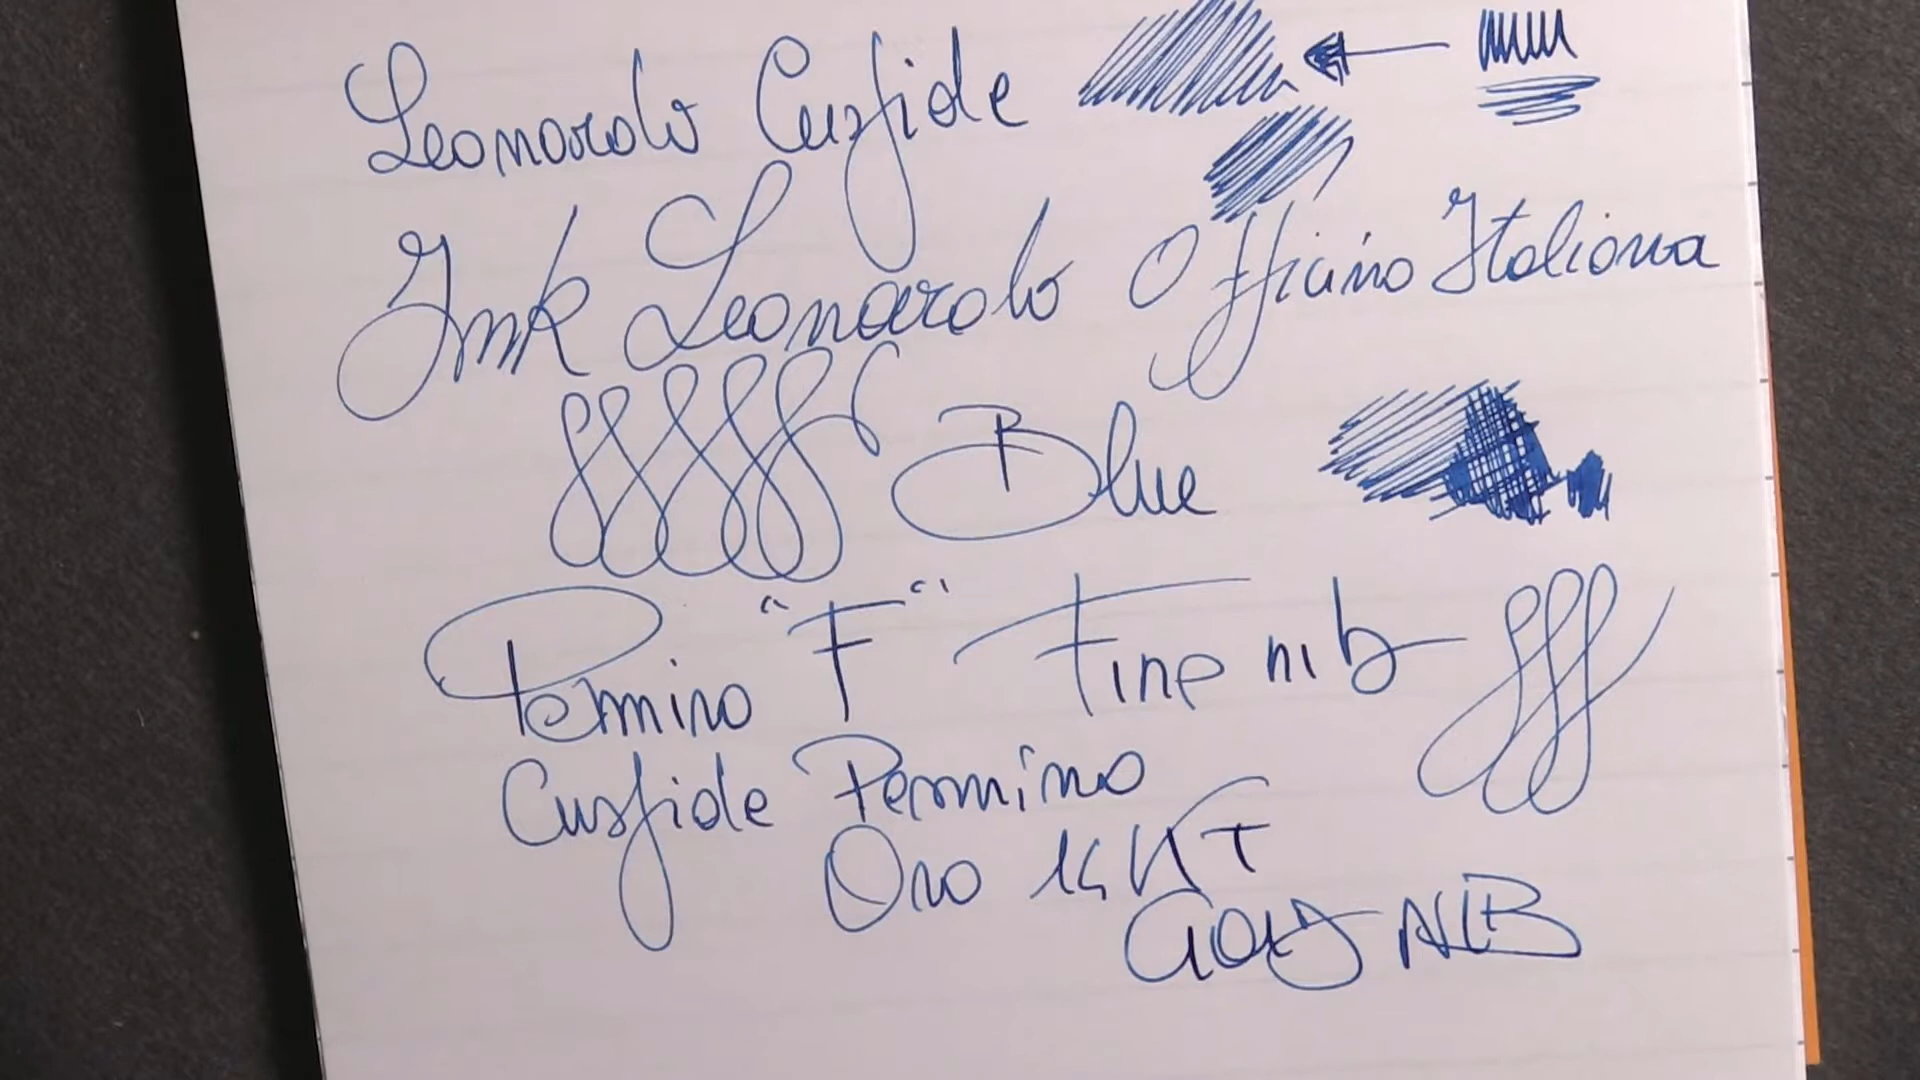 Leonardo Cuspide
Ink Leonardo Officina Italiana
Blue
Pennino "F" Fine nib
Cuspide Pennino
Oro 14 KT
GOLD NIB